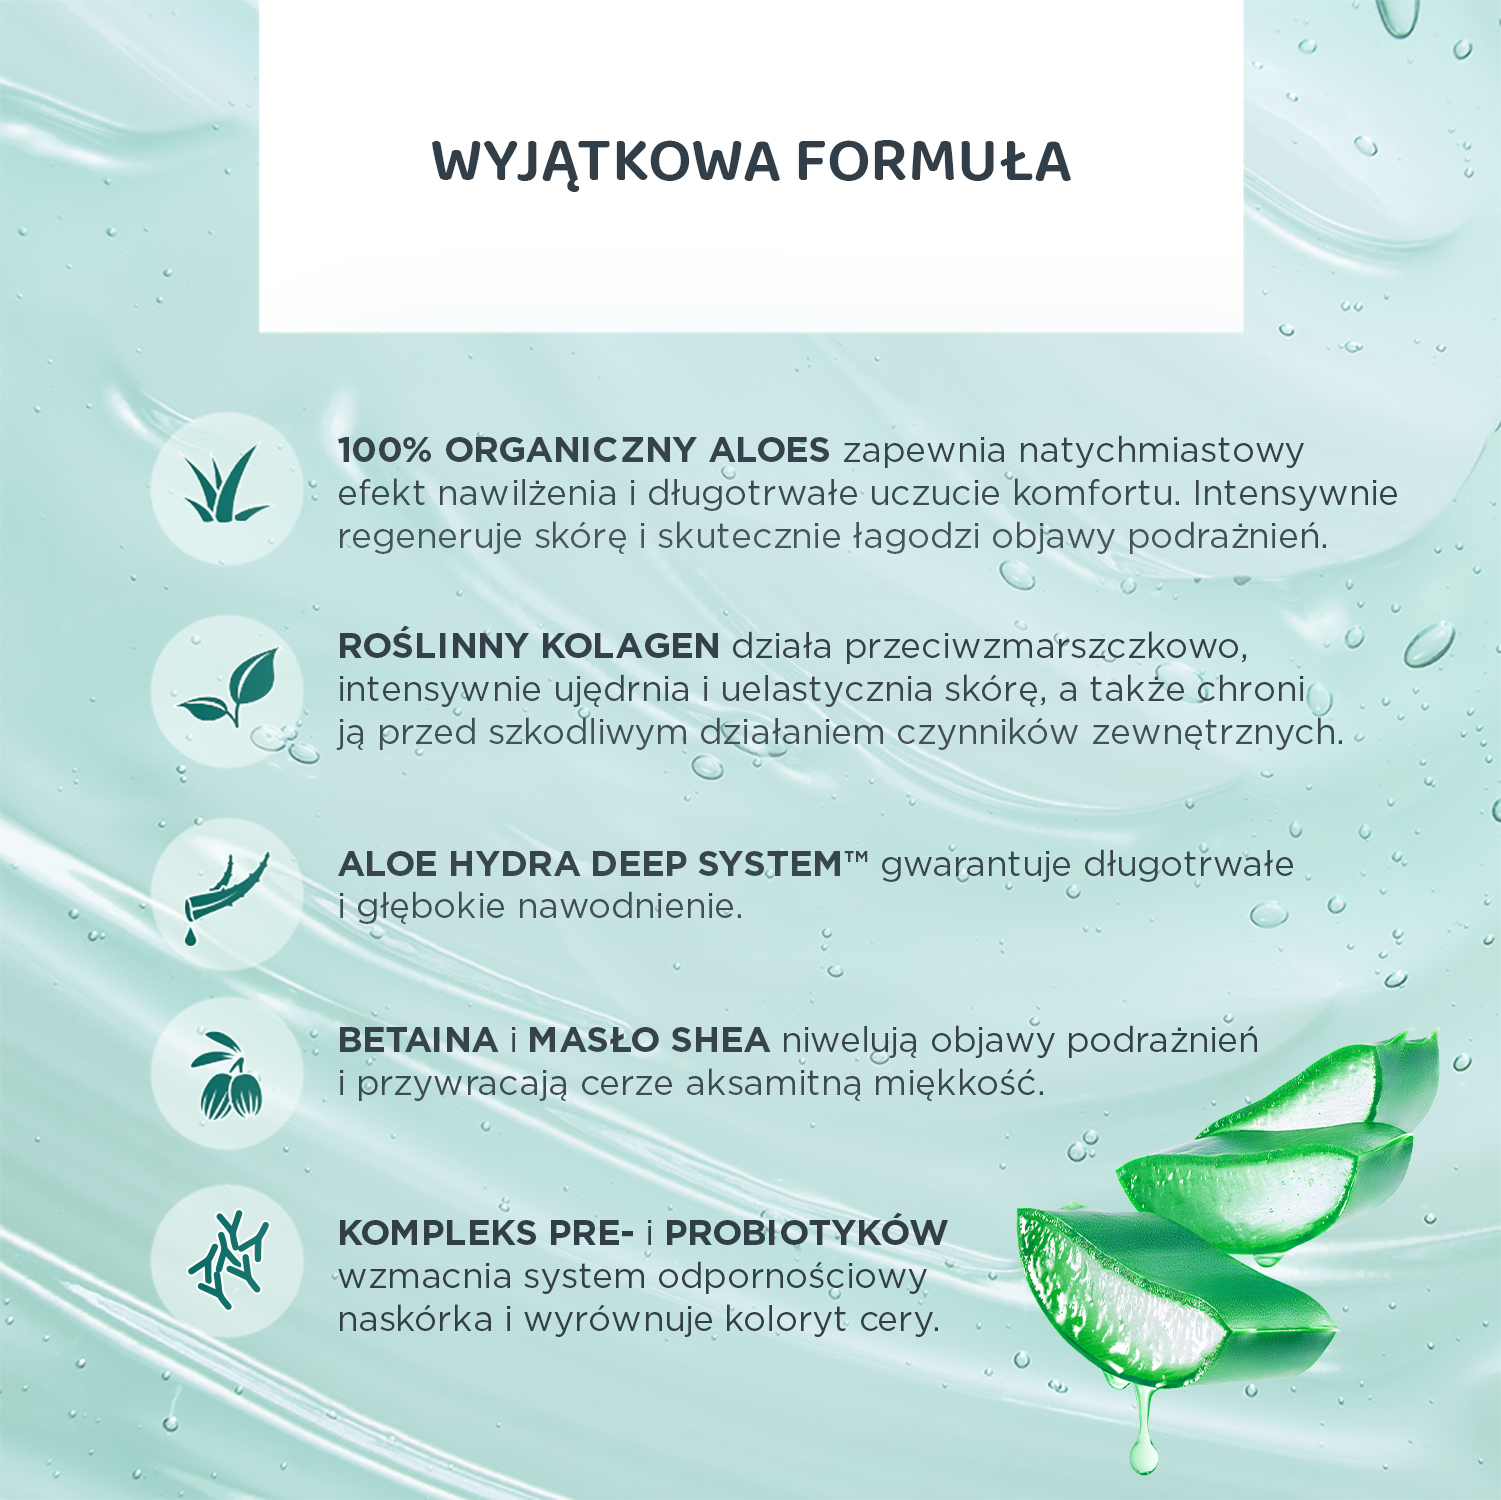 WYJĄTKOWA FORMUŁA
100% ORGANICZNY ALOES zapewnia natychmiastowy
efekt nawilżenia i długotrwałe uczucie komfortu. Intensywnie
regeneruje skórę i skutecznie łagodzi objawy podrażnień.
ROŚLINNY KOLAGEN działa przeciwzmarszczkowo,
intensywnie ujędrnia i uelastycznia skórę, a także chroni
ją przed szkodliwym działaniem czynników zewnętrznych.
ALOE HYDRA DEEP SYSTEM™ gwarantuje długotrwałe
i głębokie nawodnienie.
BETAINA i MASŁO SHEA niwelują objawy podrażnień
i przywracają cerze aksamitną miękkość.
KOMPLEKS PRE- i PROBIOTYKÓW
wzmacnia system odpornościowy
naskórka i wyrównuje koloryt cery.